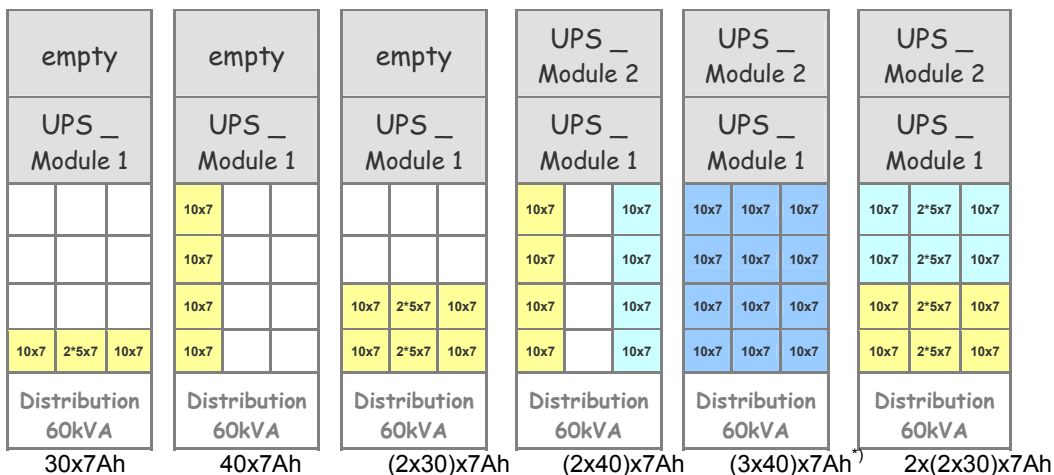 empty empty empty UPS _ UPS _ UPS _
Module 2 Module 2 Module 2
UPS _ UPS _ UPS _ UPS _ UPS _ UPS _
Module 1 Module 1 Module 1 Module 1 Module 1 Module 1
10x7 10x7 10x7 10x7 10x7 10x7 10x7 2*5x7 10x7
10x7 10x7 10x7 10x7 10x7 10x7 10x7 2*5x7 10x7
10x7 10x7 2*5x7 10x7 10x7 10x7 10x7 10x7 10x7 10x7 2*5x7 10x7
10x7 2*5x7 10x7 10x7 10x7 2*5x7 10x7 10x7 10x7 10x7 10x7 10x7 10x7 2*5x7 10x7
Distribution Distribution Distribution Distribution Distribution Distribution
60kVA 60kVA 60kVA 60kVA 60kVA 60kVA
30x7Ah 40x7Ah (2x30)x7Ah (2x40)x7Ah (3x40)x7Ah*) 2x(2x30)x7Ah